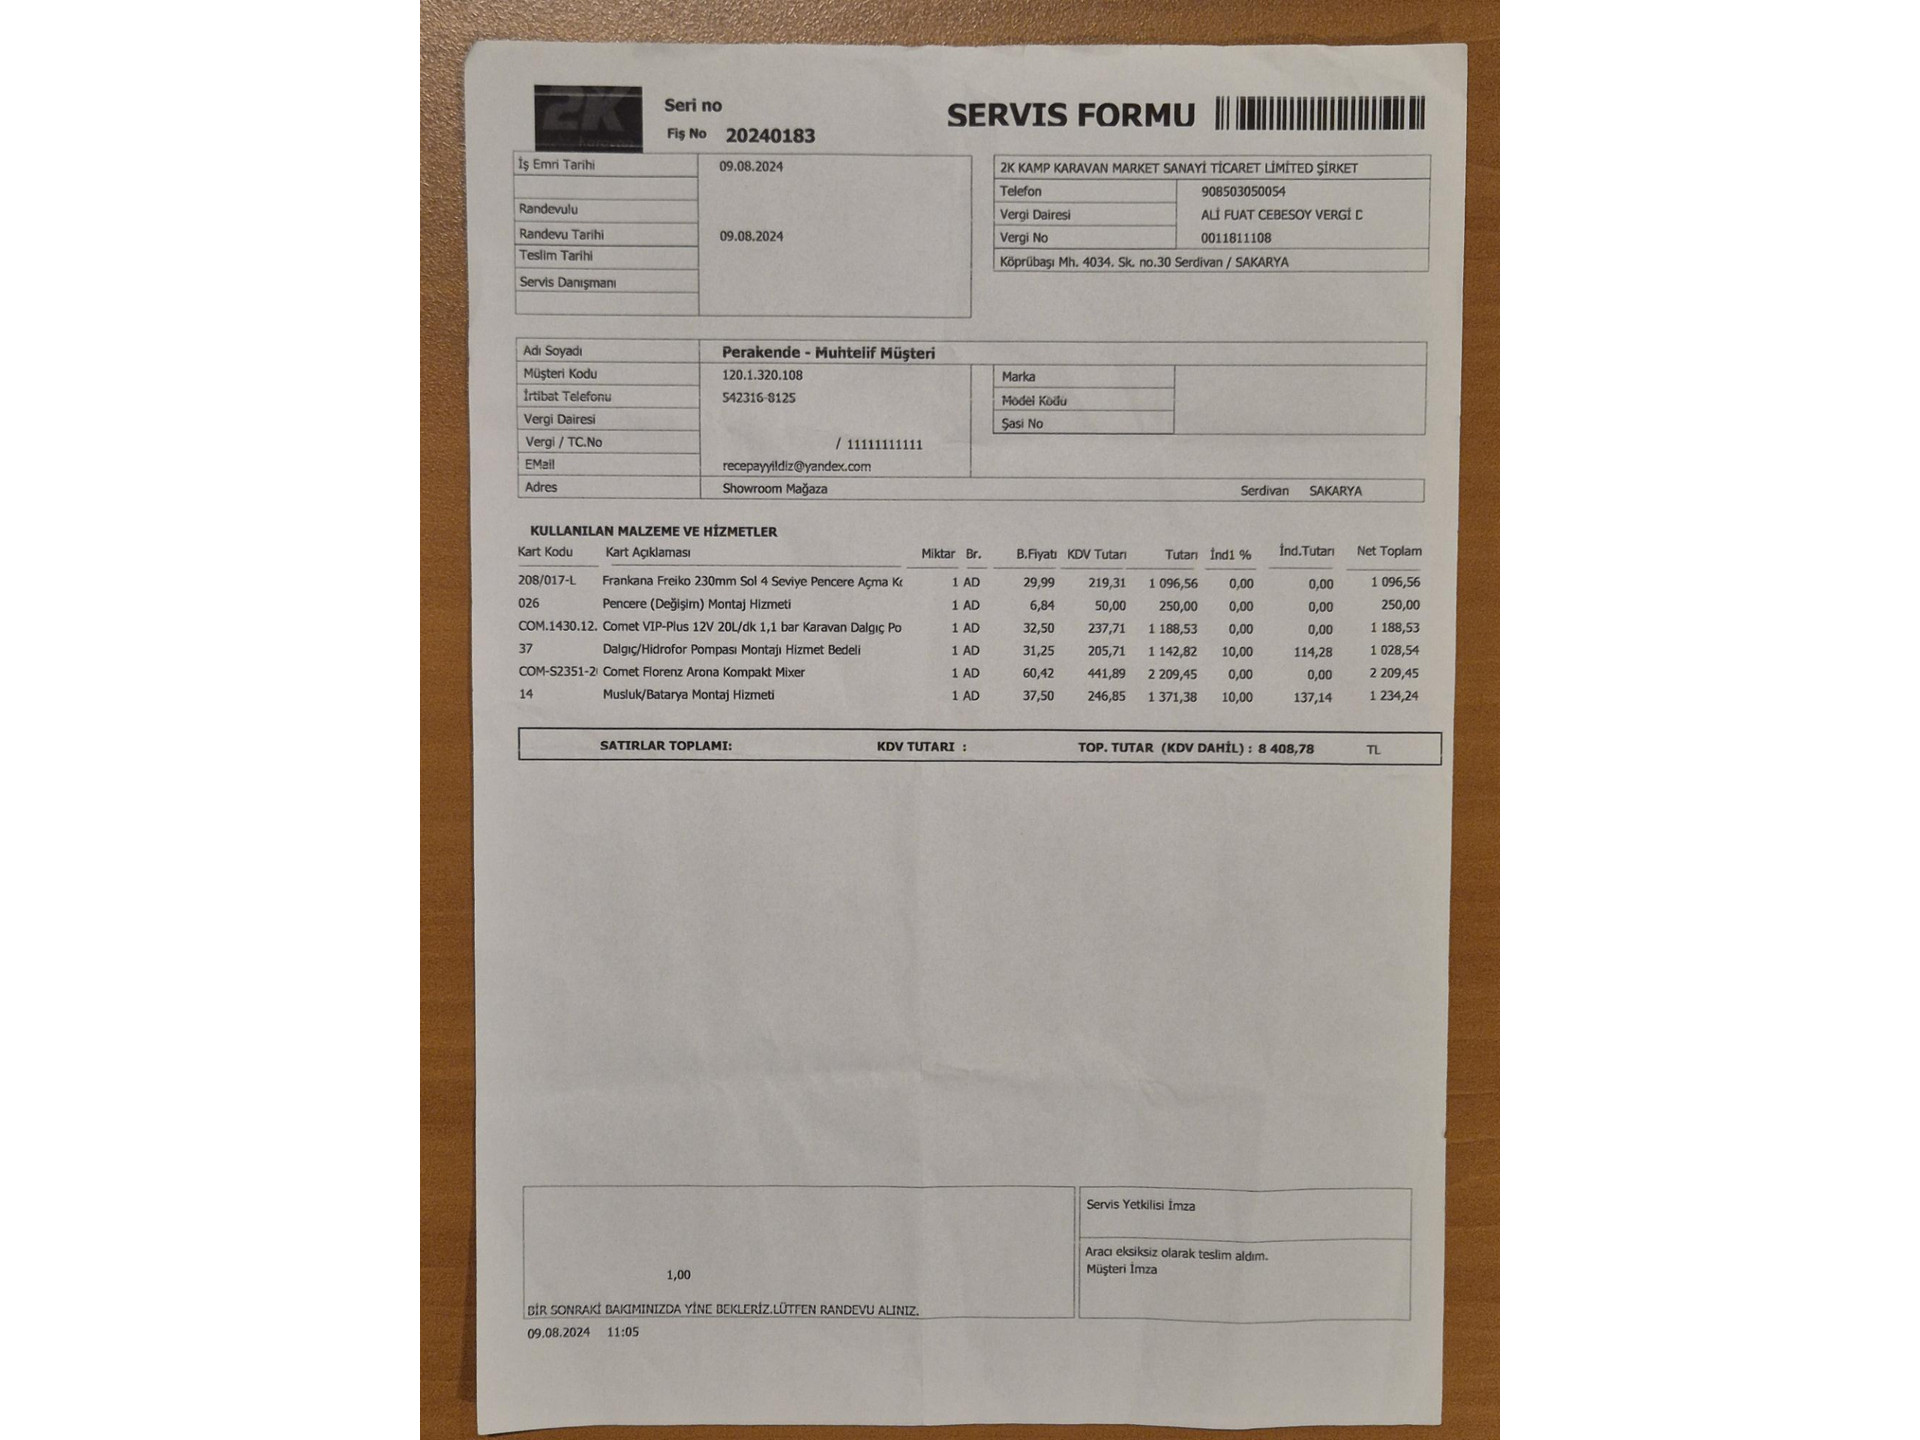 2K
Seri no
Fiş No 20240183
SERVIS FORMU
İş Emri Tarihi 09.08.2024
Randevulu
Randevu Tarihi 09.08.2024
Teslim Tarihi
Servis Danışmanı
2K KAMP KARAVAN MARKET SANAYİ TİCARET LİMİTED ŞİRKET
Telefon 908503050054
Vergi Dairesi ALİ FUAT CEBESOY VERGİ D
Vergi No 0011811108
Köprübaşı Mh. 4034. Sk. no.30 Serdivan / SAKARYA
Adı Soyadı Perakende - Muhtelif Müşteri
Müşteri Kodu 120.1.320.108
İrtibat Telefonu 542316-8125
Vergi Dairesi
Vergi / TC.No / 11111111111
EMail recepayyildiz@yandex.com
Adres Showroom Mağaza Serdivan SAKARYA
Marka
Model Kodu
Şasi No
KULLANILAN MALZEME VE HİZMETLER
Kart Kodu Kart Açıklaması Miktar Br. B.Fiyatı KDV Tutarı Tutarı İnd1 % İnd.Tutarı Net Toplam
208/017-L Frankana Freiko 230mm Sol 4 Seviye Pencere Açma Kc 1 AD 29,99 219,31 1 096,56 0,00 0,00 1 096,56
026 Pencere (Değişim) Montaj Hizmeti 1 AD 6,84 50,00 250,00 0,00 0,00 250,00
COM.1430.12. Comet VIP-Plus 12V 20L/dk 1,1 bar Karavan Dalgıç Po 1 AD 32,50 237,71 1 188,53 0,00 0,00 1 188,53
37 Dalgıç/Hidrofor Pompası Montajı Hizmet Bedeli 1 AD 31,25 205,71 1 142,82 10,00 114,28 1 028,54
COM-S2351-2 Comet Florenz Arona Kompakt Mixer 1 AD 60,42 441,89 2 209,45 0,00 0,00 2 209,45
14 Musluk/Batarya Montaj Hizmeti 1 AD 37,50 246,85 1 371,38 10,00 137,14 1 234,24
SATIRLAR TOPLAMI: KDV TUTARI : TOP. TUTAR (KDV DAHİL) : 8 408,78 TL
1,00
BİR SONRAKİ BAKIMINIZDA YİNE BEKLERİZ.LÜTFEN RANDEVU ALINIZ.
Servis Yetkilisi İmza
Aracı eksiksiz olarak teslim aldım.
Müşteri İmza
09.08.2024 11:05